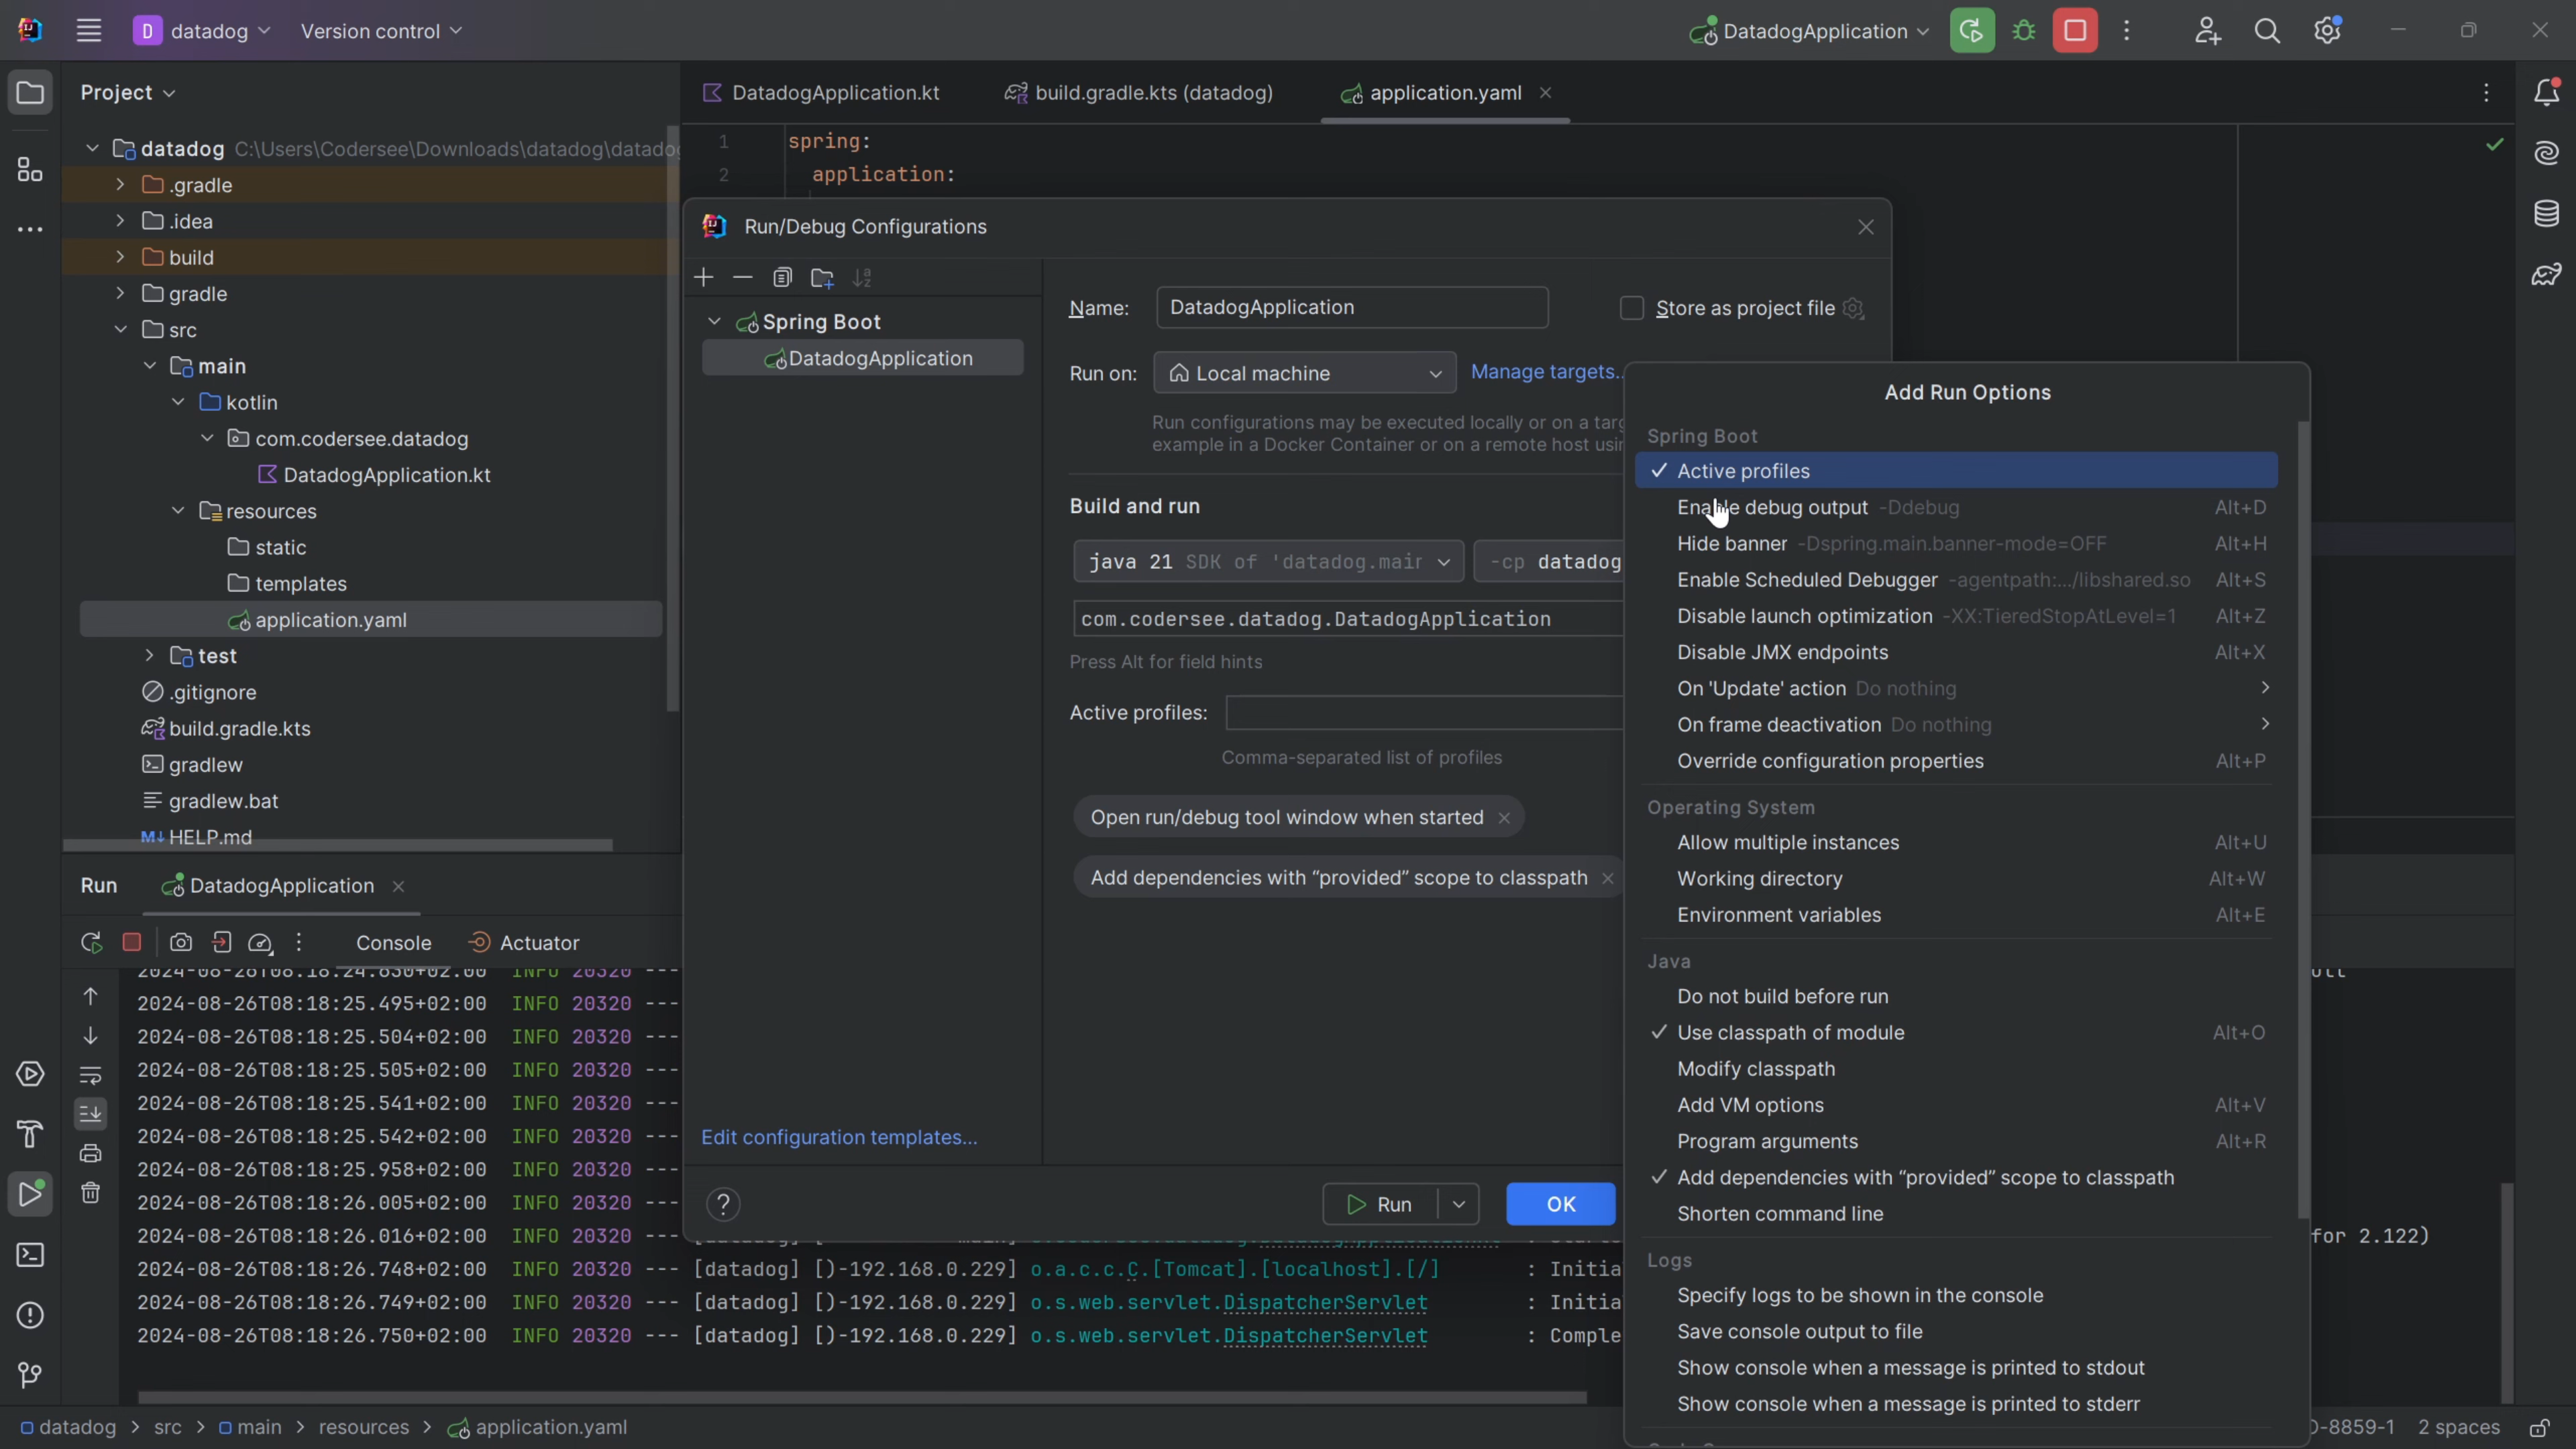 D datadog Version control
DatadogApplication
Project
DatadogApplication.kt
build.gradle.kts (datadog)
application.yaml
datadog C:\Users\Codersee\Downloads\datadog\datado
.gradle
.idea
build
gradle
src
main
kotlin
com.codersee.datadog
DatadogApplication.kt
resources
static
templates
application.yaml
test
.gitignore
build.gradle.kts
gradlew
gradlew.bat
M↓ HELP.md
1 spring:
2 application:
Run/Debug Configurations
Spring Boot
DatadogApplication
Edit configuration templates...
Name: DatadogApplication
Store as project file
Run on: Local machine
Manage targets..
Run configurations may be executed locally or on a targ
example in a Docker Container or on a remote host usin
Build and run
java 21 SDK of 'datadog.mair
-cp datadog
com.codersee.datadog.DatadogApplication
Press Alt for field hints
Active profiles:
Comma-separated list of profiles
Open run/debug tool window when started
Add dependencies with “provided” scope to classpath
? Run OK
Add Run Options
Spring Boot
Active profiles
Enable debug output -Ddebug Alt+D
Hide banner -Dspring.main.banner-mode=OFF Alt+H
Enable Scheduled Debugger -agentpath:.../libshared.so Alt+S
Disable launch optimization -XX:TieredStopAtLevel=1 Alt+Z
Disable JMX endpoints Alt+X
On 'Update' action Do nothing
On frame deactivation Do nothing
Override configuration properties Alt+P
Operating System
Allow multiple instances Alt+U
Working directory Alt+W
Environment variables Alt+E
Java
Do not build before run
Use classpath of module Alt+O
Modify classpath
Add VM options Alt+V
Program arguments Alt+R
Add dependencies with “provided” scope to classpath
Shorten command line
Logs
Specify logs to be shown in the console
Save console output to file
Show console when a message is printed to stdout
Show console when a message is printed to stderr
Run DatadogApplication
Console Actuator
2024-08-26T08:18:24.630+02:00 INFO 20320 ---
2024-08-26T08:18:25.495+02:00 INFO 20320 ---
2024-08-26T08:18:25.504+02:00 INFO 20320 ---
2024-08-26T08:18:25.505+02:00 INFO 20320 ---
2024-08-26T08:18:25.541+02:00 INFO 20320 ---
2024-08-26T08:18:25.542+02:00 INFO 20320 ---
2024-08-26T08:18:25.958+02:00 INFO 20320 ---
2024-08-26T08:18:26.005+02:00 INFO 20320 ---
2024-08-26T08:18:26.016+02:00 INFO 20320 --- for 2.122)
2024-08-26T08:18:26.748+02:00 INFO 20320 --- [datadog] [)-192.168.0.229] o.a.c.c.C.[Tomcat].[localhost].[/] : Initia
2024-08-26T08:18:26.749+02:00 INFO 20320 --- [datadog] [)-192.168.0.229] o.s.web.servlet.DispatcherServlet : Initia
2024-08-26T08:18:26.750+02:00 INFO 20320 --- [datadog] [)-192.168.0.229] o.s.web.servlet.DispatcherServlet : Comple
datadog > src > main > resources > application.yaml
O-8859-1 2 spaces